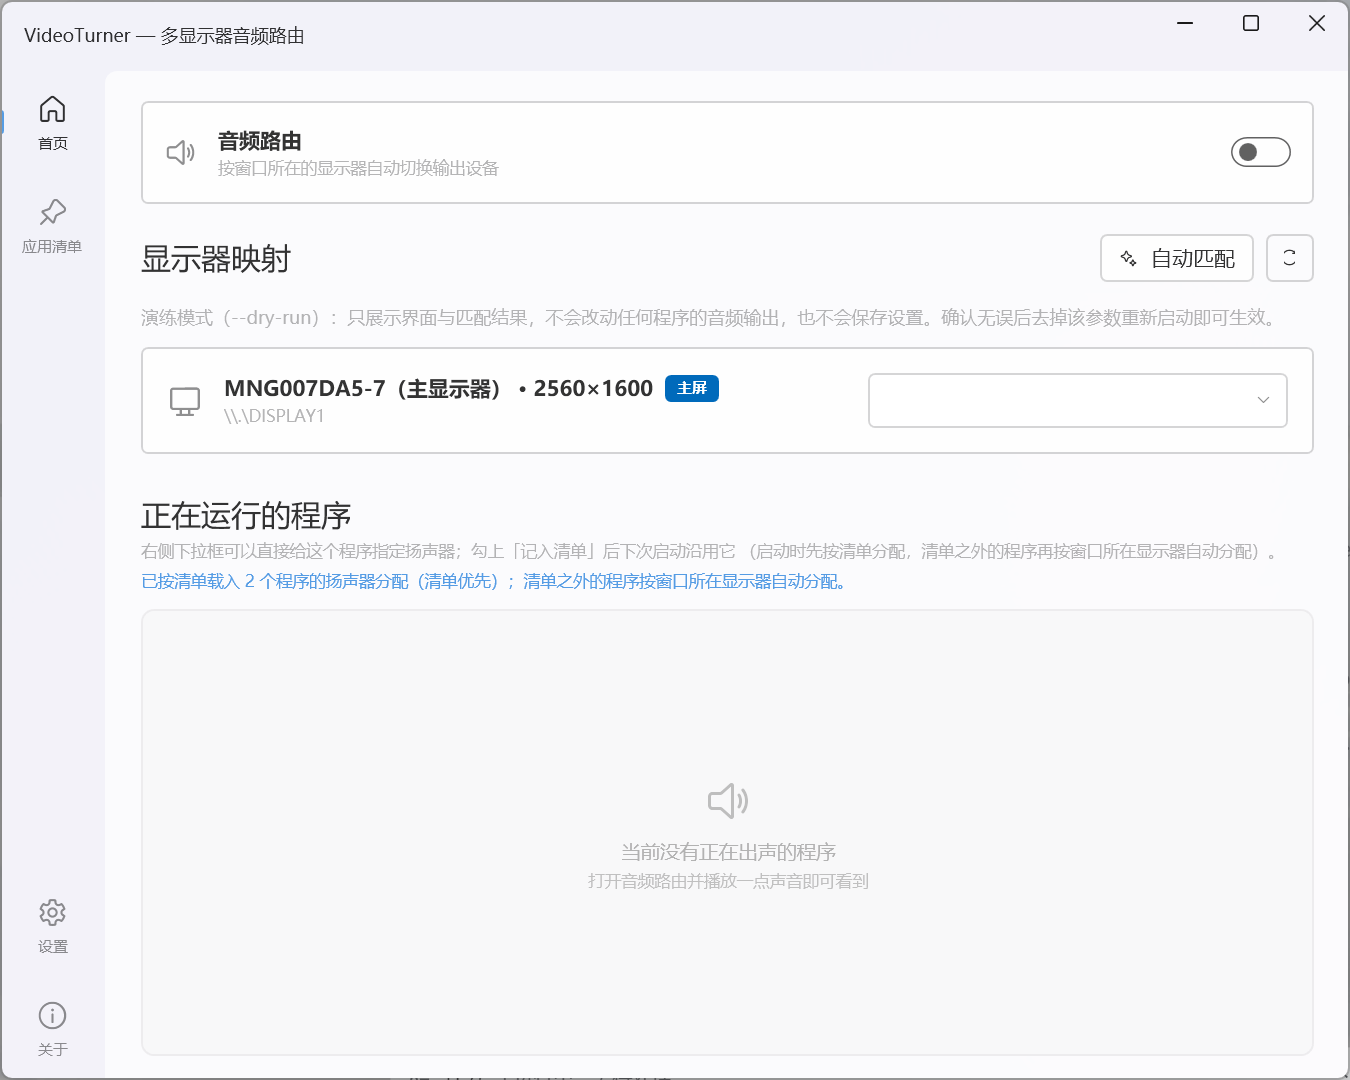 VideoTurner — 多显示器音频路由
首页
应用清单
音频路由
按窗口所在的显示器自动切换输出设备
显示器映射
自动匹配
演练模式（--dry-run）：只展示界面与匹配结果，不会改动任何程序的音频输出，也不会保存设置。确认无误后去掉该参数重新启动即可生效。
MNG007DA5-7（主显示器）・2560×1600 主屏
\\.\DISPLAY1
正在运行的程序
右侧下拉框可以直接给这个程序指定扬声器；勾上「记入清单」后下次启动沿用它 （启动时先按清单分配，清单之外的程序再按窗口所在显示器自动分配）。
已按清单载入 2 个程序的扬声器分配（清单优先）；清单之外的程序按窗口所在显示器自动分配。
当前没有正在出声的程序
打开音频路由并播放一点声音即可看到
设置
关于